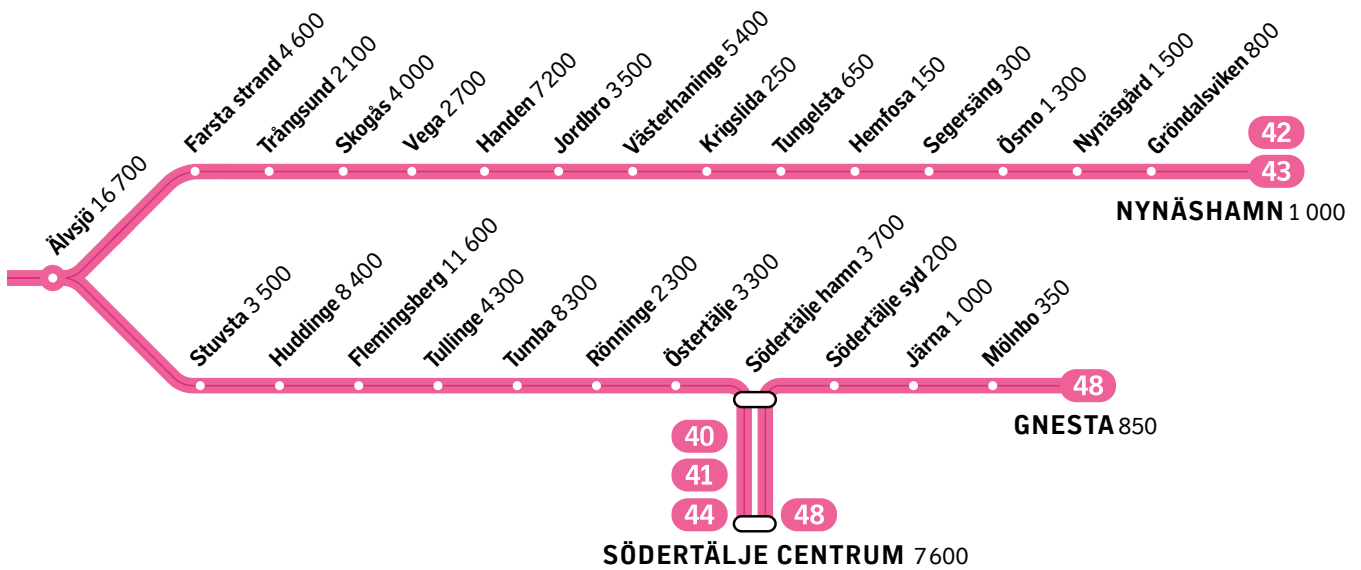 Älvsjö 16 700
Farsta strand 4 600
Trångsund 2 100
Skogås 4 000
Vega 2 700
Handen 7 200
Jordbro 3 500
Västerhaninge 5 400
Krigslida 250
Tungelsta 650
Hemfosa 150
Segersäng 300
Ösmo 1 300
Nynäsgård 1 500
Gröndalsviken 800
42
43
NYNÄSHAMN 1 000
Stuvsta 3 500
Huddinge 8 400
Flemingsberg 11 600
Tullinge 4 300
Tumba 8 300
Rönninge 2 300
Östertälje 3 300
Södertälje hamn 3 700
Södertälje syd 200
Järna 1 000
Mölnbo 350
48
GNESTA 850
40
41
44
48
SÖDERTÄLJE CENTRUM 7 600